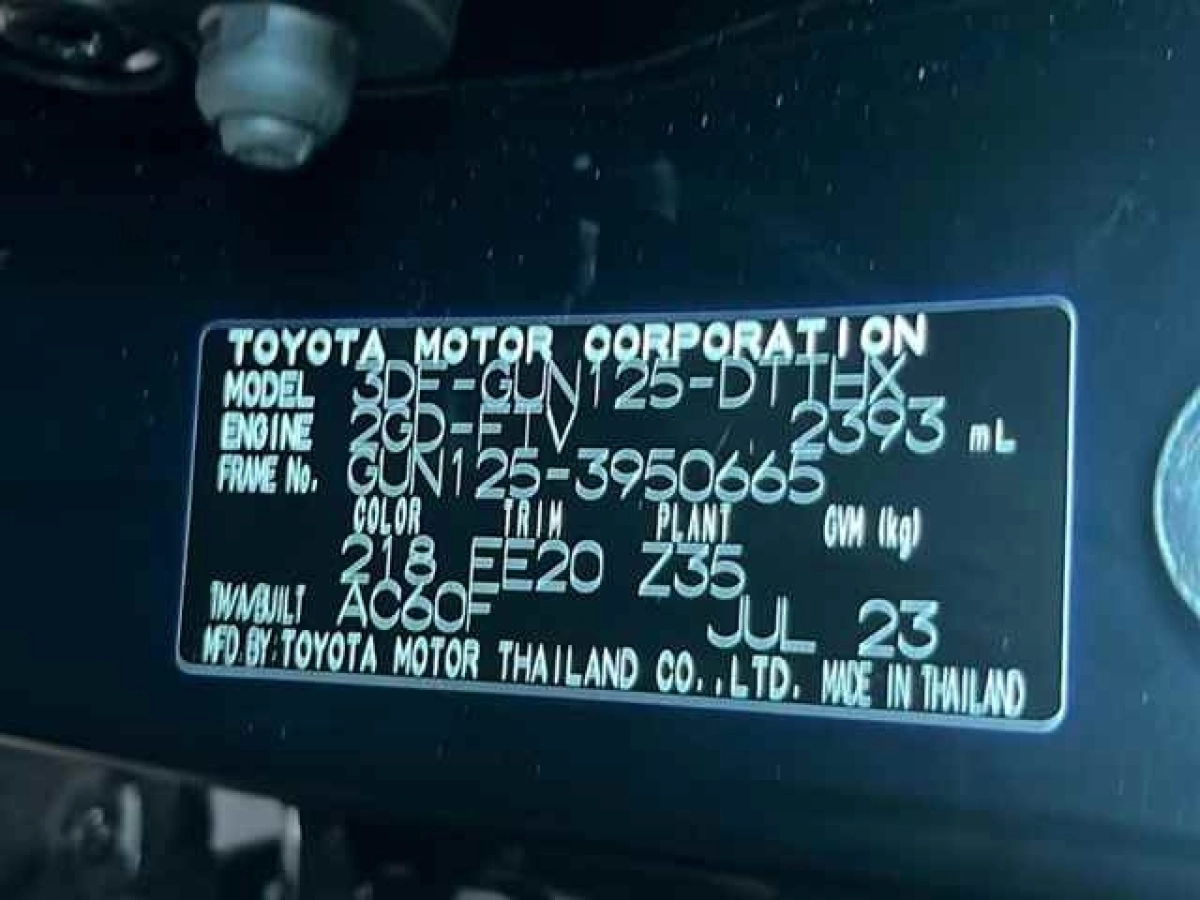 TOYOTA MOTOR CORPORATION
MODEL 3DF-GUN125-DTTHX
ENGINE 2GD-FTV 2393 mL
FRAME No. GUN125-3950665
COLOR TRIM PLANT GVM (kg)
218 EE20 Z35
TM/A/BUILT AC60F JUL 23
MFD.BY:TOYOTA MOTOR THAILAND CO.,LTD. MADE IN THAILAND